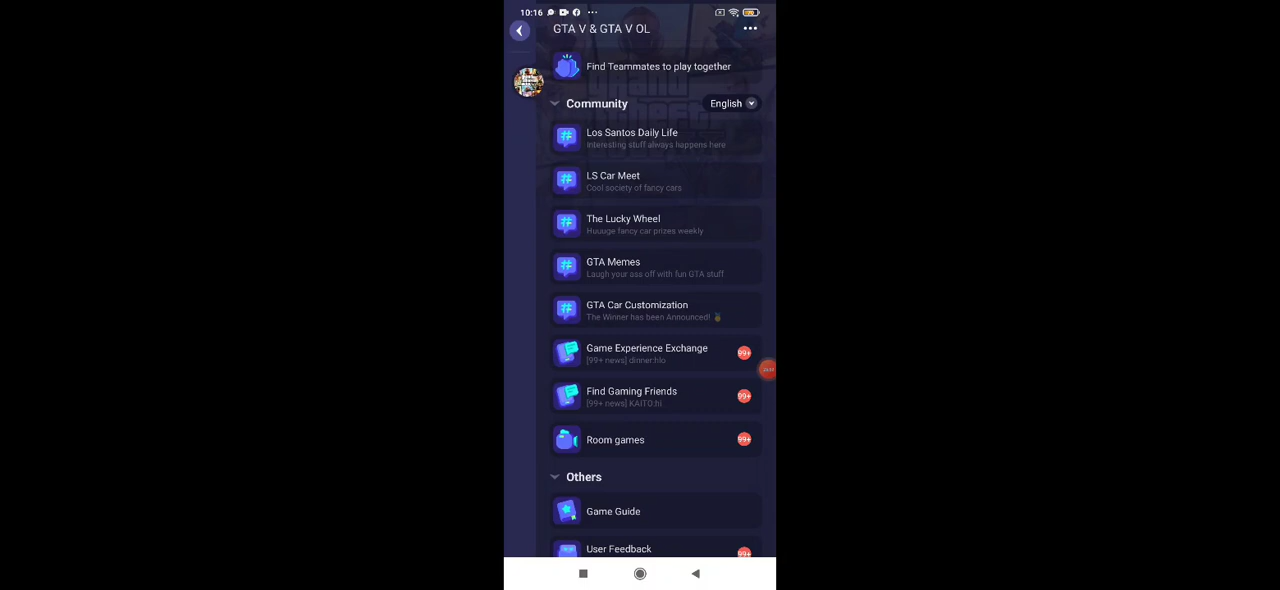 10:16
GTA V & GTA V OL
Find Teammates to play together
Community
English
Los Santos Daily Life
Interesting stuff always happens here
LS Car Meet
Cool society of fancy cars
The Lucky Wheel
Huuuge fancy car prizes weekly
GTA Memes
Laugh your ass off with fun GTA stuff
GTA Car Customization
The Winner has been Announced! 🏅
Game Experience Exchange
99+
[99+ news] dinner:hlo
Find Gaming Friends
99+
[99+ news] KAITO:hi
Room games
99+
Others
Game Guide
User Feedback
99+